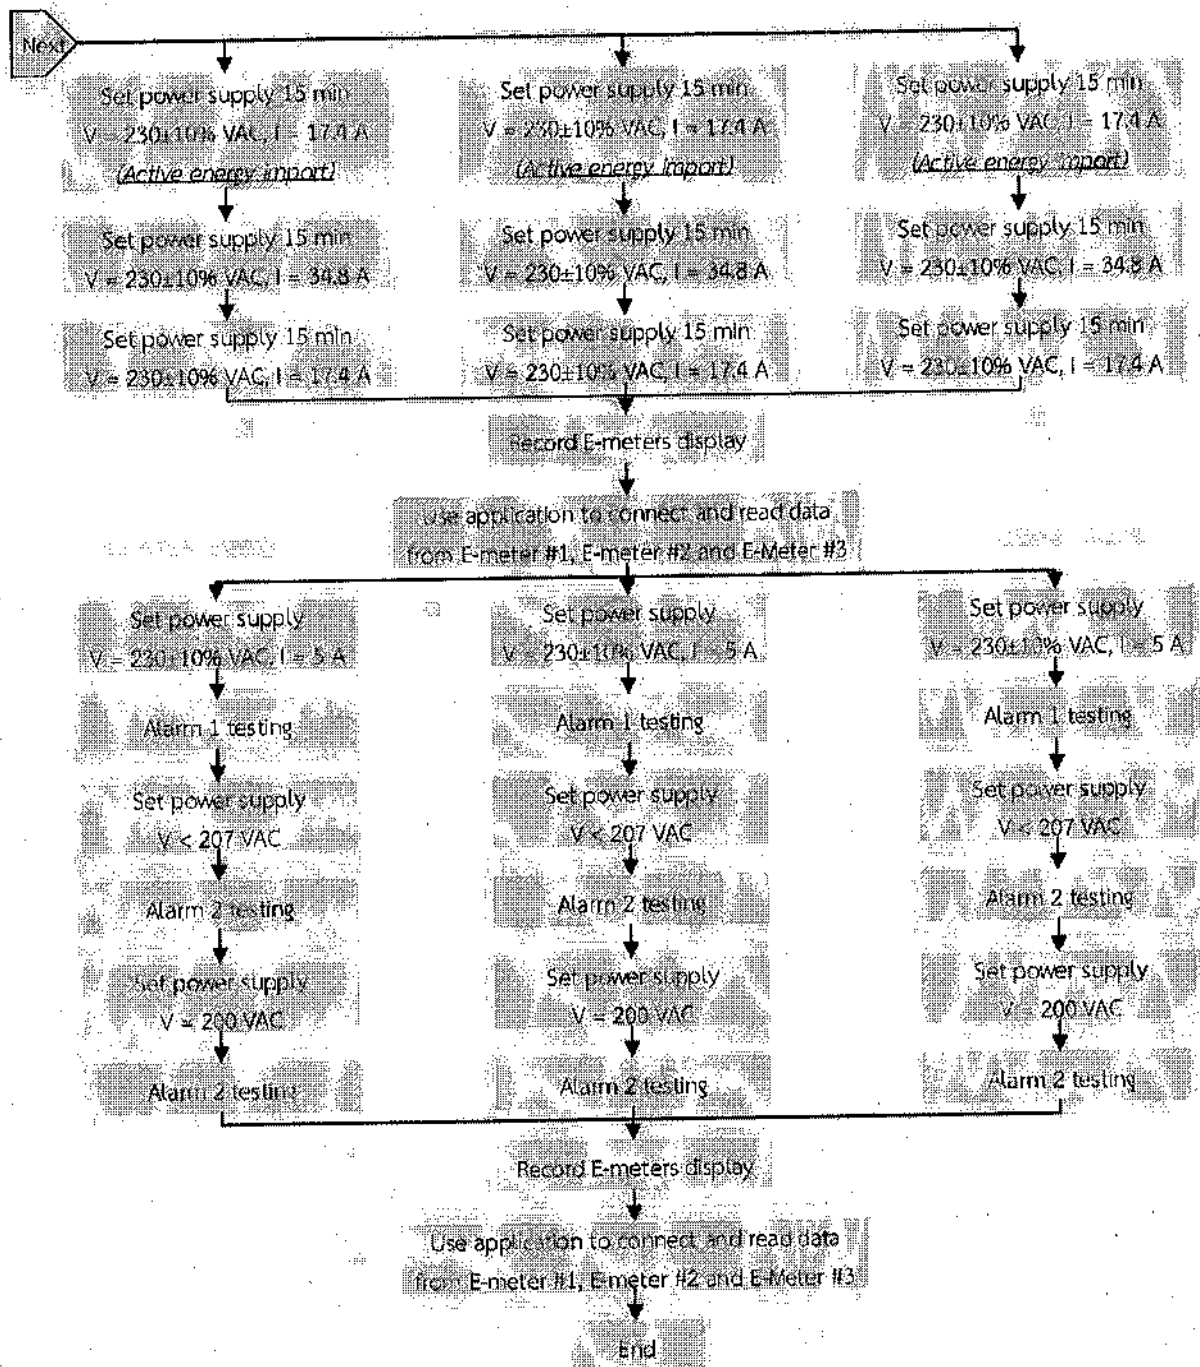 Next
Set power supply 15 min
V = 230±10% VAC, I = 17.4 A
(Active energy import)
Set power supply 15 min
V = 230±10% VAC, I = 17.4 A
(Active energy import)
Set power supply 15 min
V = 230±10% VAC, I = 17.4 A
(Active energy import)
Set power supply 15 min
V = 230±10% VAC, I = 34.8 A
Set power supply 15 min
V = 230±10% VAC, I = 34.8 A
Set power supply 15 min
V = 230±10% VAC, I = 34.8 A
Set power supply 15 min
V = 230±10% VAC, I = 17.4 A
Set power supply 15 min
V = 230±10% VAC, I = 17.4 A
Set power supply 15 min
V = 230±10% VAC, I = 17.4 A
Record E-meters display
Use application to connect and read data
from E-meter #1, E-meter #2 and E-Meter #3
Set power supply
V = 230±10% VAC, I = 5 A
Set power supply
V = 230±10% VAC, I = 5 A
Set power supply
V = 230±10% VAC, I = 5 A
Alarm 1 testing
Alarm 1 testing
Alarm 1 testing
Set power supply
V < 207 VAC
Set power supply
V < 207 VAC
Set power supply
V < 207 VAC
Alarm 2 testing
Alarm 2 testing
Alarm 2 testing
Set power supply
V = 200 VAC
Set power supply
V = 200 VAC
Set power supply
V = 200 VAC
Alarm 2 testing
Alarm 2 testing
Alarm 2 testing
Record E-meters display
Use application to connect and read data
from E-meter #1, E-meter #2 and E-Meter #3
End